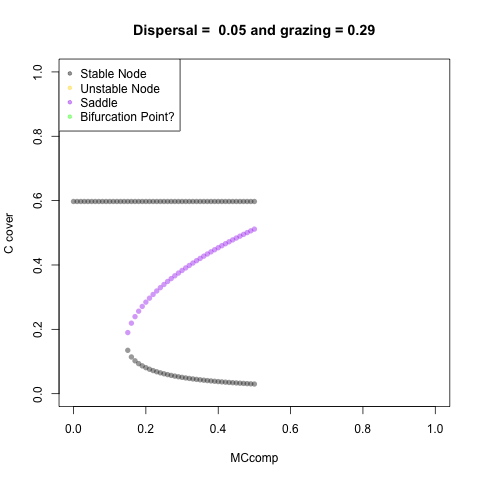 Dispersal =  0.05 and grazing = 0.29
Stable Node
Unstable Node
Saddle
Bifurcation Point?
C cover
1.0
0.8
0.6
0.4
0.2
0.0
0.0 0.2 0.4 0.6 0.8 1.0
MCcomp